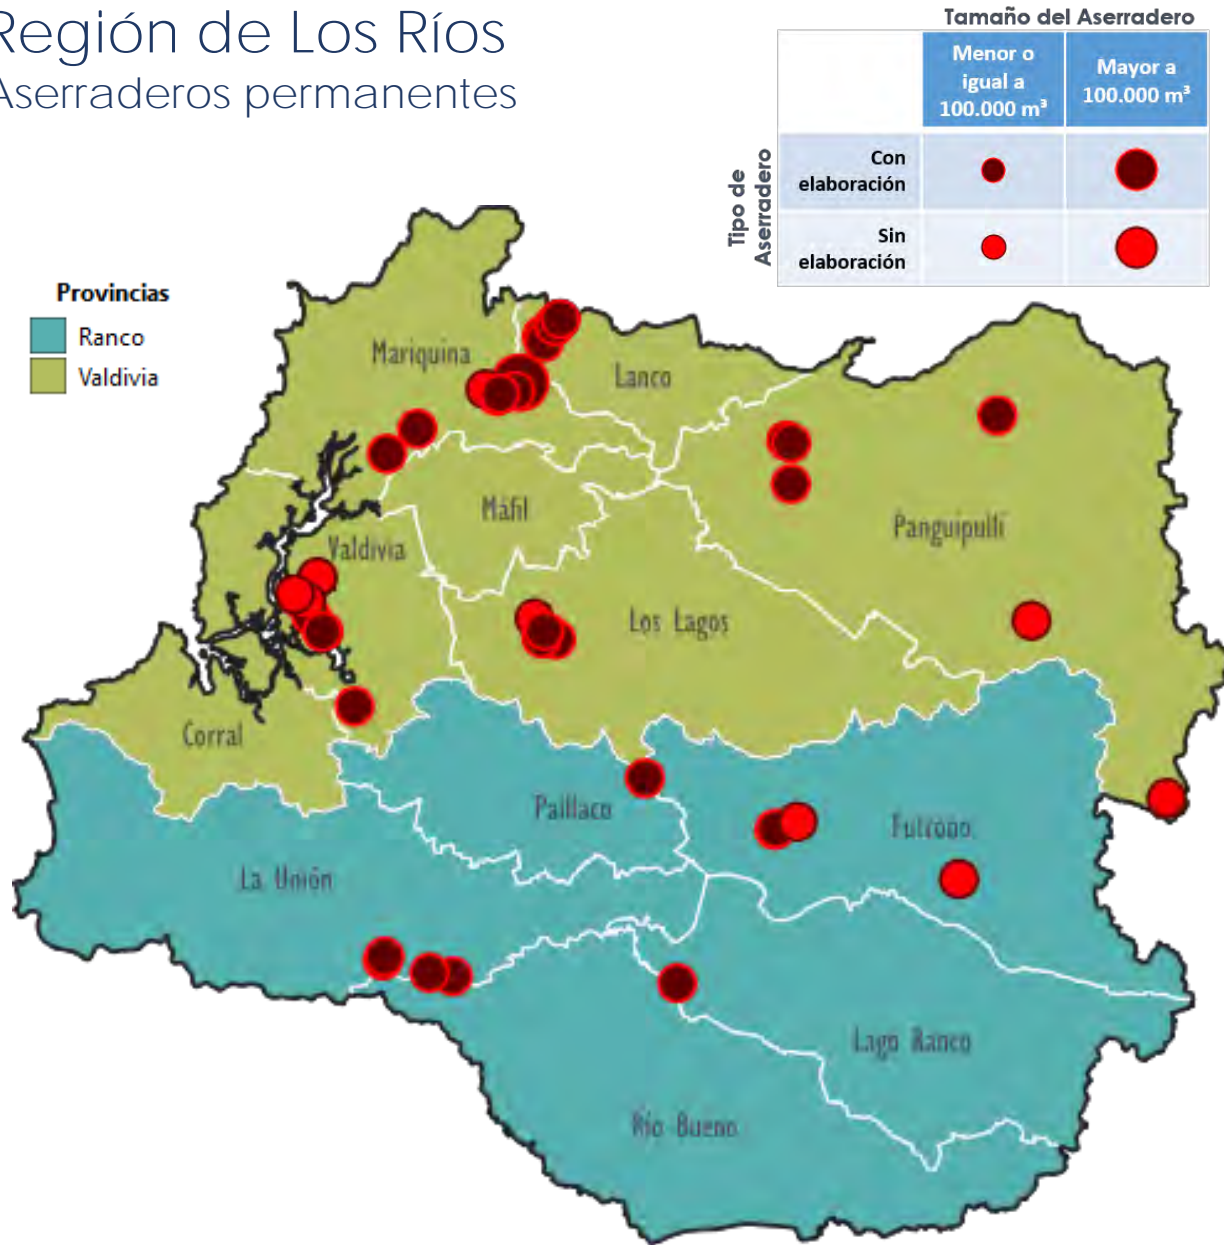 Región de Los Ríos
Aserraderos permanentes
Tamaño del Aserradero
Menor o
igual a
100.000 m³
Mayor a
100.000 m³
Tipo de
Aserradero
Con
elaboración
Sin
elaboración
Provincias
Ranco
Valdivia
Mariquina
Lanco
Máfil
Panguipulli
Valdivia
Los Lagos
Corral
Paillaco
Futrono
La Unión
Lago Ranco
Río Bueno